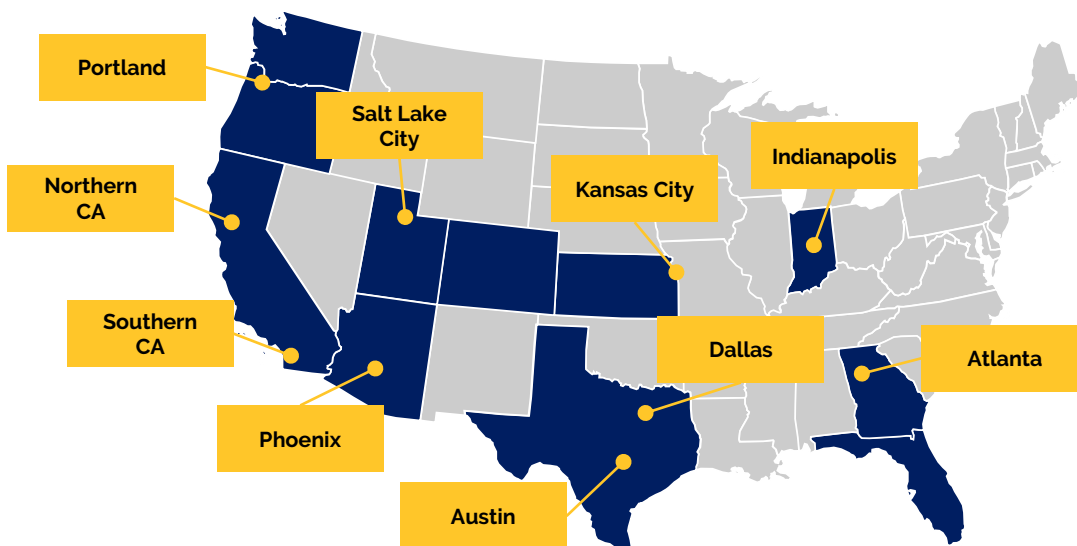 Portland
Salt Lake
City
Indianapolis
Northern
CA
Kansas City
Southern
CA
Dallas
Atlanta
Phoenix
Austin